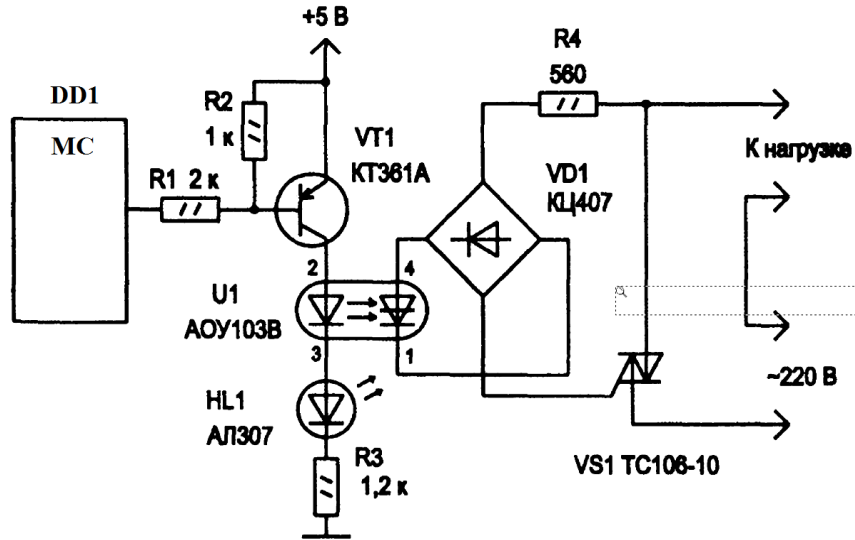 +5 В
R4
560
DD1
МС
R2
1 к
VT1
КТ361А
К нагрузке
R1 2 к
VD1
КЦ407
2
4
U1
АОУ103В
3
1
~220 В
HL1
АЛ307
R3
1,2 к
VS1 ТС106-10